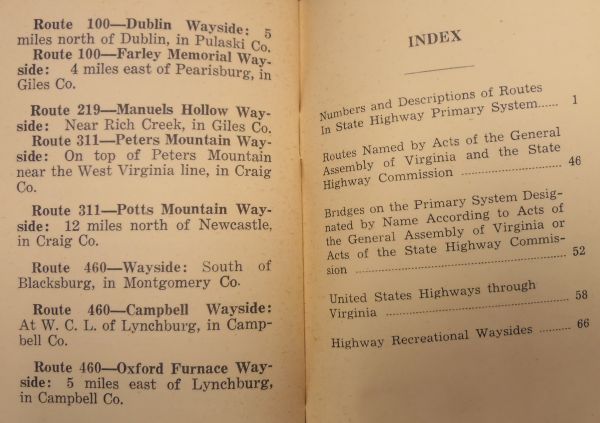 Route 100—Dublin Wayside: 5
miles north of Dublin, in Pulaski Co.
Route 100—Farley Memorial Way-
side: 4 miles east of Pearisburg, in
Giles Co.
Route 219—Manuels Hollow Way-
side: Near Rich Creek, in Giles Co.
Route 311—Peters Mountain Way-
side: On top of Peters Mountain
near the West Virginia line, in Craig
Co.
Route 311—Potts Mountain Way-
side: 12 miles north of Newcastle,
in Craig Co.
Route 460—Wayside: South of
Blacksburg, in Montgomery Co.
Route 460—Campbell Wayside:
At W. C. L. of Lynchburg, in Camp-
bell Co.
Route 460—Oxford Furnace Way-
side: 5 miles east of Lynchburg,
in Campbell Co.
INDEX
Numbers and Descriptions of Routes
In State Highway Primary System...... 1
Routes Named by Acts of the General
Assembly of Virginia and the State
Highway Commission ............................ 46
Bridges on the Primary System Desig-
nated by Name According to Acts of
the General Assembly of Virginia or
Acts of the State Highway Commis-
sion ........................................................ 52
United States Highways through
Virginia .................................................. 58
Highway Recreational Waysides ......... 66